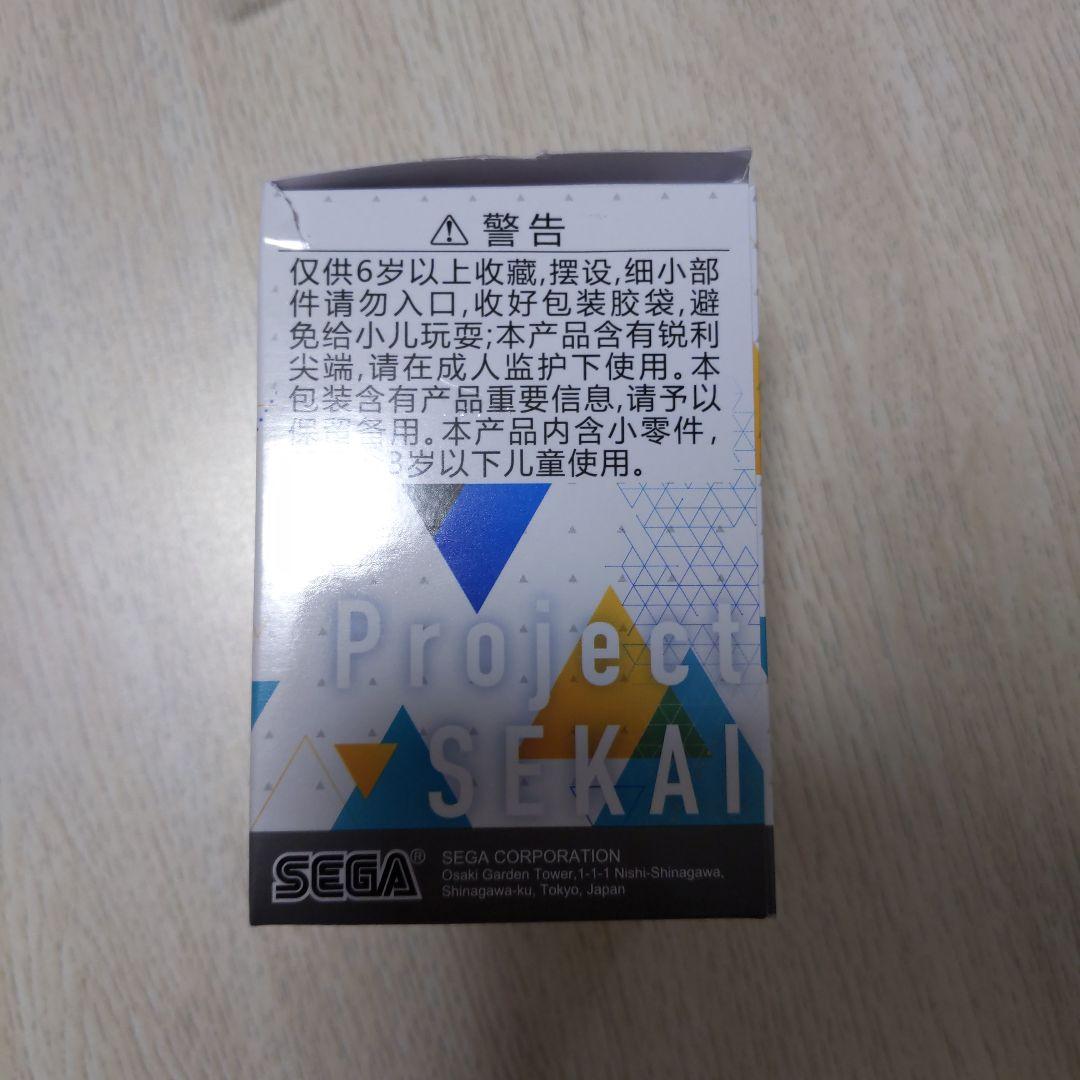 警告
仅供6岁以上收藏,摆设,细小部
件请勿入口,收好包装胶袋,避
免给小儿玩耍;本产品含有锐利
尖端,请在成人监护下使用。本
包装含有产品重要信息,请予以
保留备用。本产品内含小零件,
3岁以下儿童使用。
Project
SEKAI
SEGA®
SEGA CORPORATION
Osaki Garden Tower,1-1-1 Nishi-Shinagawa,
Shinagawa-ku, Tokyo, Japan